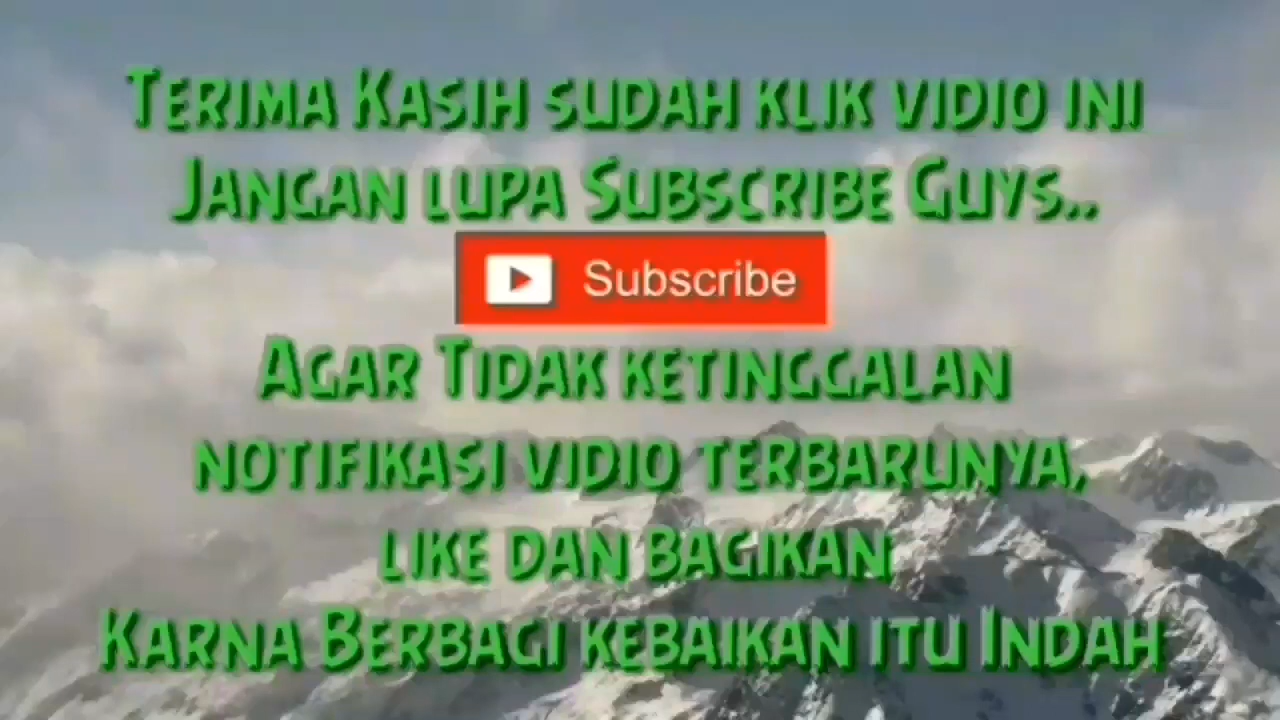 Terima Kasih sudah klik vidio ini
Jangan lupa Subscribe Guys..
Subscribe
Agar Tidak ketinggalan
notifikasi vidio terbarunya,
like dan bagikan
Karna Berbagi kebaikan itu Indah